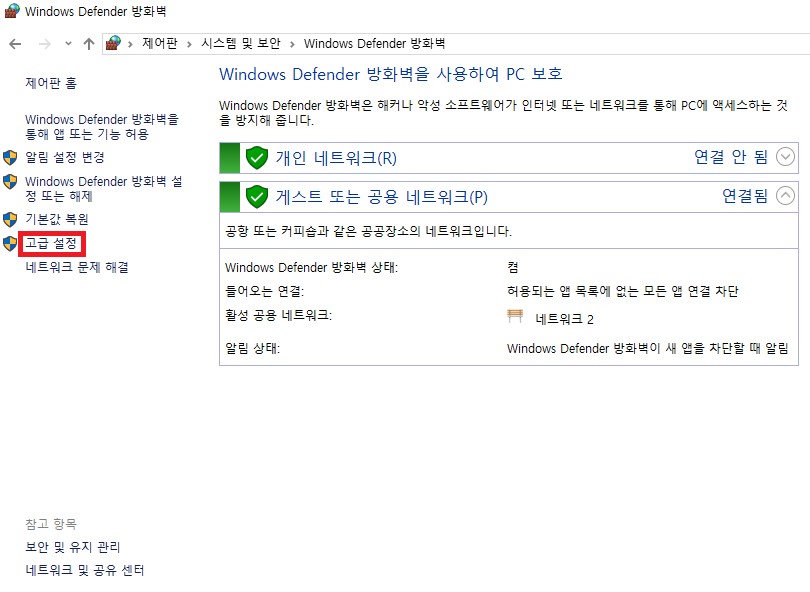 Windows Defender 방화벽
제어판 > 시스템 및 보안 > Windows Defender 방화벽
제어판 홈
Windows Defender 방화벽을
통해 앱 또는 기능 허용
알림 설정 변경
Windows Defender 방화벽 설
정 또는 해제
기본값 복원
고급 설정
네트워크 문제 해결
Windows Defender 방화벽을 사용하여 PC 보호
Windows Defender 방화벽은 해커나 악성 소프트웨어가 인터넷 또는 네트워크를 통해 PC에 액세스하는 것
을 방지해 줍니다.
개인 네트워크(R) 연결 안 됨
게스트 또는 공용 네트워크(P) 연결됨
공항 또는 커피숍과 같은 공공장소의 네트워크입니다.
Windows Defender 방화벽 상태: 켬
들어오는 연결: 허용되는 앱 목록에 없는 모든 앱 연결 차단
활성 공용 네트워크: 네트워크 2
알림 상태: Windows Defender 방화벽이 새 앱을 차단할 때 알림
참고 항목
보안 및 유지 관리
네트워크 및 공유 센터